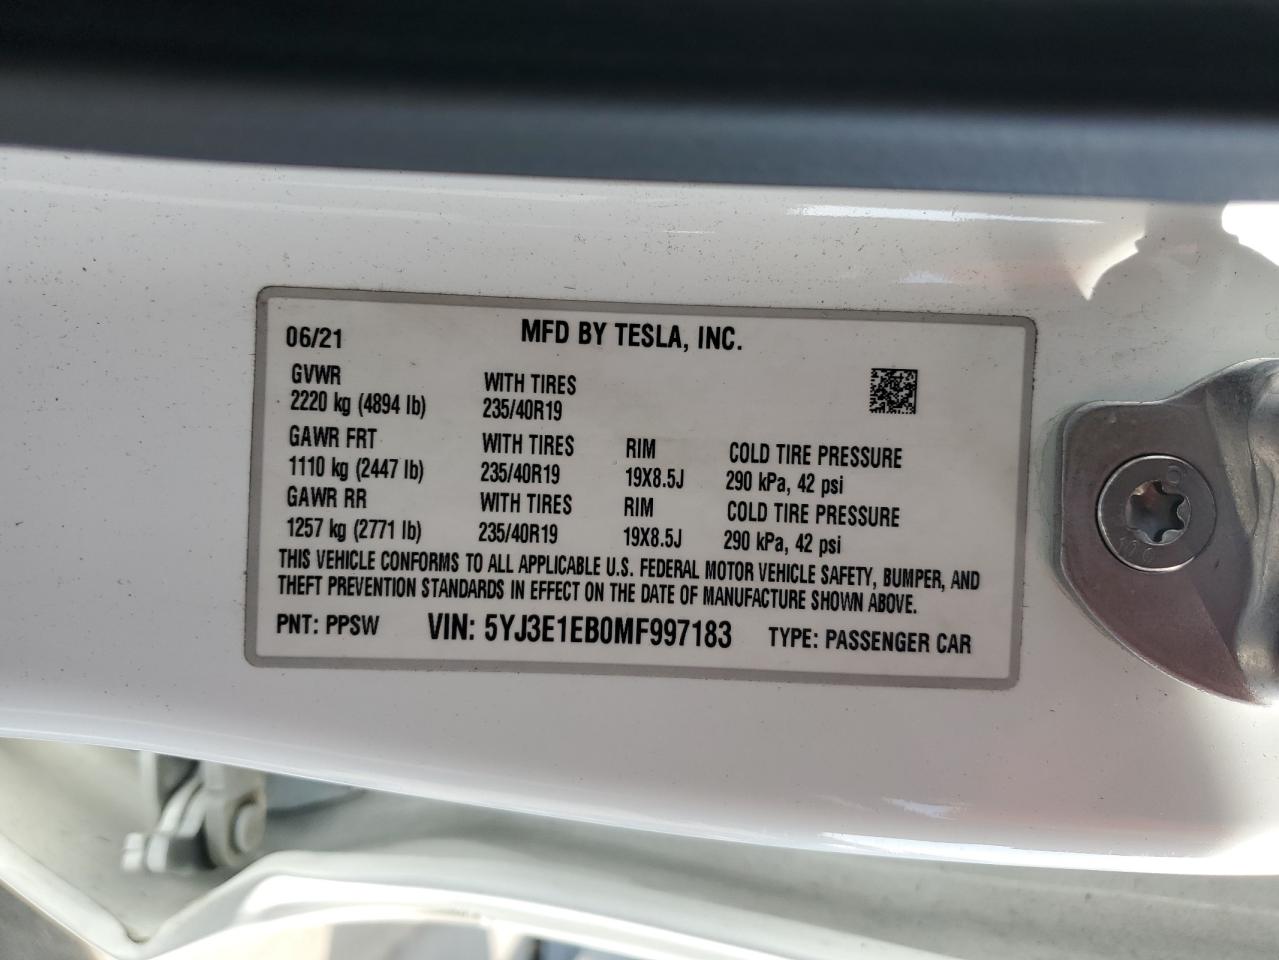 06/21 MFD BY TESLA, INC.
GVWR WITH TIRES
2220 kg (4894 lb) 235/40R19
GAWR FRT WITH TIRES RIM COLD TIRE PRESSURE
1110 kg (2447 lb) 235/40R19 19X8.5J 290 kPa, 42 psi
GAWR RR WITH TIRES RIM COLD TIRE PRESSURE
1257 kg (2771 lb) 235/40R19 19X8.5J 290 kPa, 42 psi
THIS VEHICLE CONFORMS TO ALL APPLICABLE U.S. FEDERAL MOTOR VEHICLE SAFETY, BUMPER, AND
THEFT PREVENTION STANDARDS IN EFFECT ON THE DATE OF MANUFACTURE SHOWN ABOVE.
PNT: PPSW VIN: 5YJ3E1EB0MF997183 TYPE: PASSENGER CAR